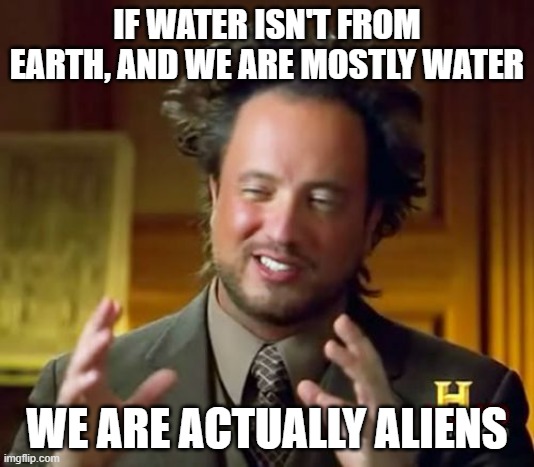 IF WATER ISN'T FROM
EARTH, AND WE ARE MOSTLY WATER
H
WE ARE ACTUALLY ALIENS
imgflip.com